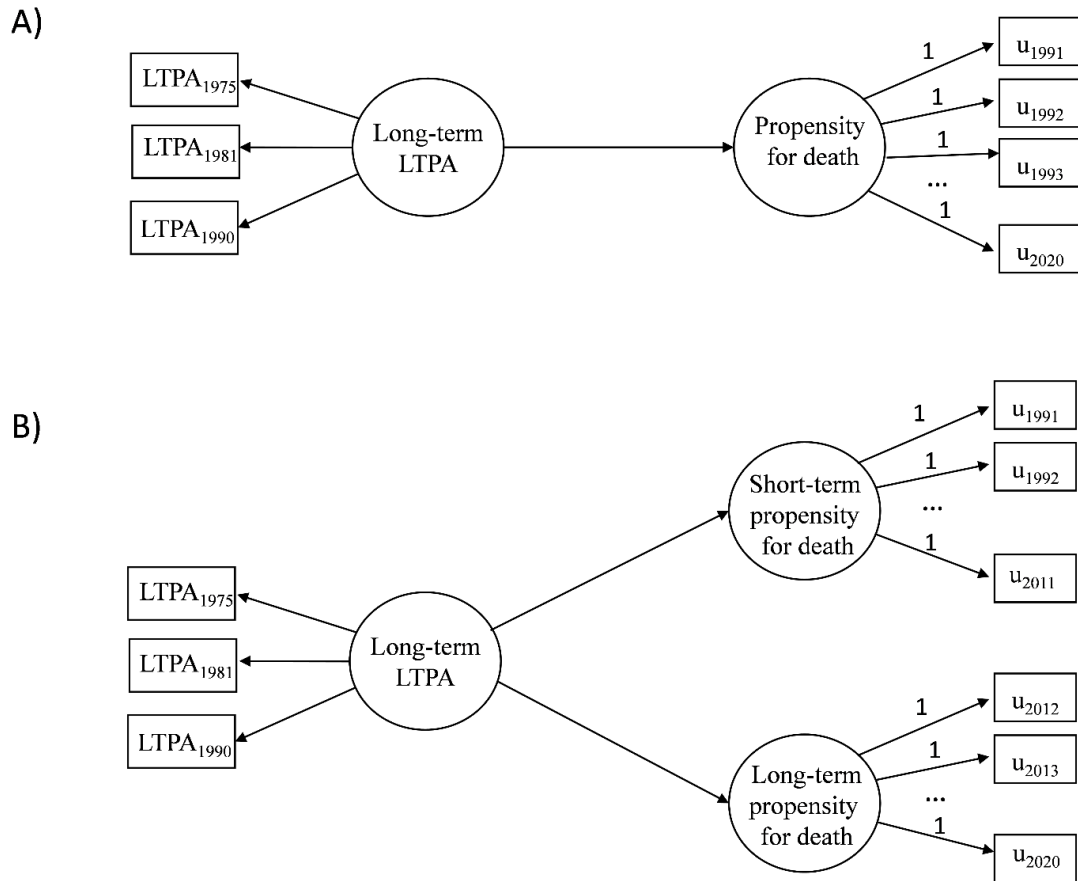 A)
LTPA1975
LTPA1981
LTPA1990
Long-term
LTPA
Propensity
for death
1
1
1
...
1
u1991
u1992
u1993
u2020
B)
LTPA1975
LTPA1981
LTPA1990
Long-term
LTPA
Short-term
propensity
for death
1
1
...
1
u1991
u1992
u2011
Long-term
propensity
for death
1
1
...
1
u2012
u2013
u2020